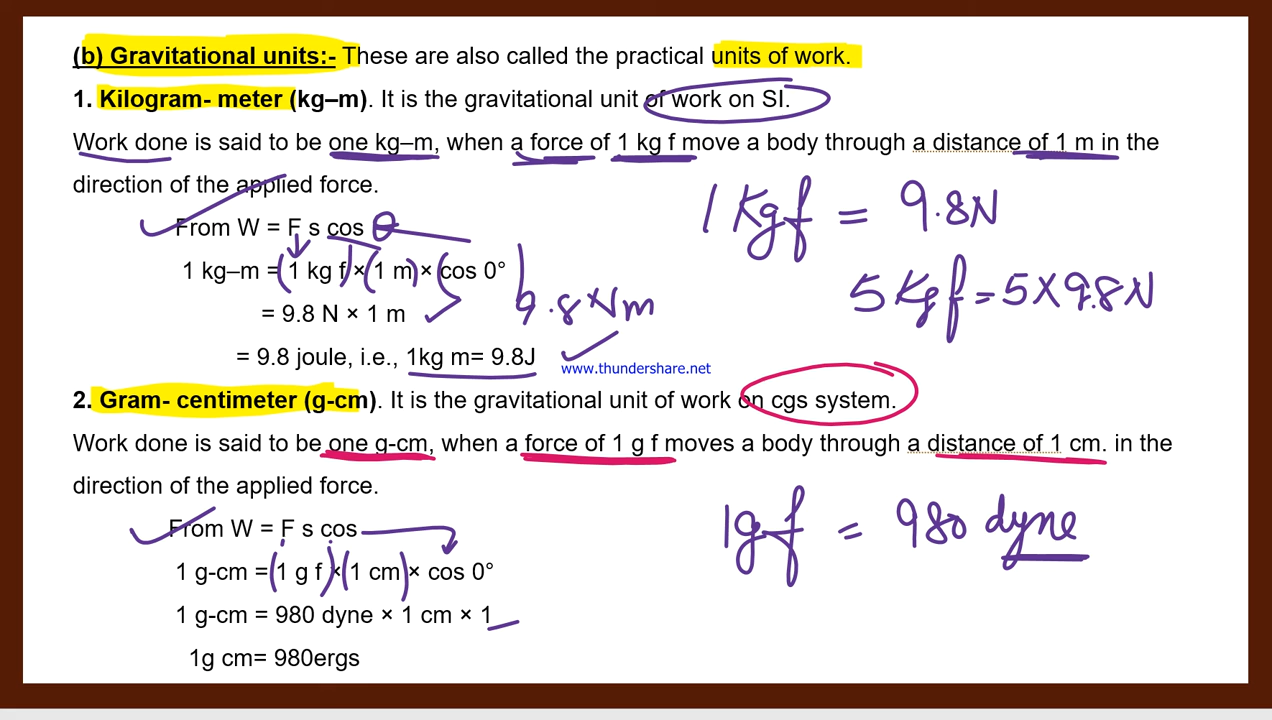 (b) Gravitational units:- These are also called the practical units of work.
1. Kilogram- meter (kg–m). It is the gravitational unit of work on SI.
Work done is said to be one kg–m, when a force of 1 kg f move a body through a distance of 1 m in the
direction of the applied force.
1 kgf = 9.8N
From W = F s cos θ
1 kg–m = (1 kg f) × (1 m) × (cos 0°
5 kgf = 5 X 9.8 N
= 9.8 N × 1 m
9.8 Nm
= 9.8 joule, i.e., 1kg m= 9.8J
www.thundershare.net
2. Gram- centimeter (g-cm). It is the gravitational unit of work on cgs system.
Work done is said to be one g-cm, when a force of 1 g f moves a body through a distance of 1 cm. in the
direction of the applied force.
1gf = 980 dyne
From W = F s cos
1 g-cm = (1 g f) × (1 cm) × cos 0°
1 g-cm = 980 dyne × 1 cm × 1
1g cm= 980ergs